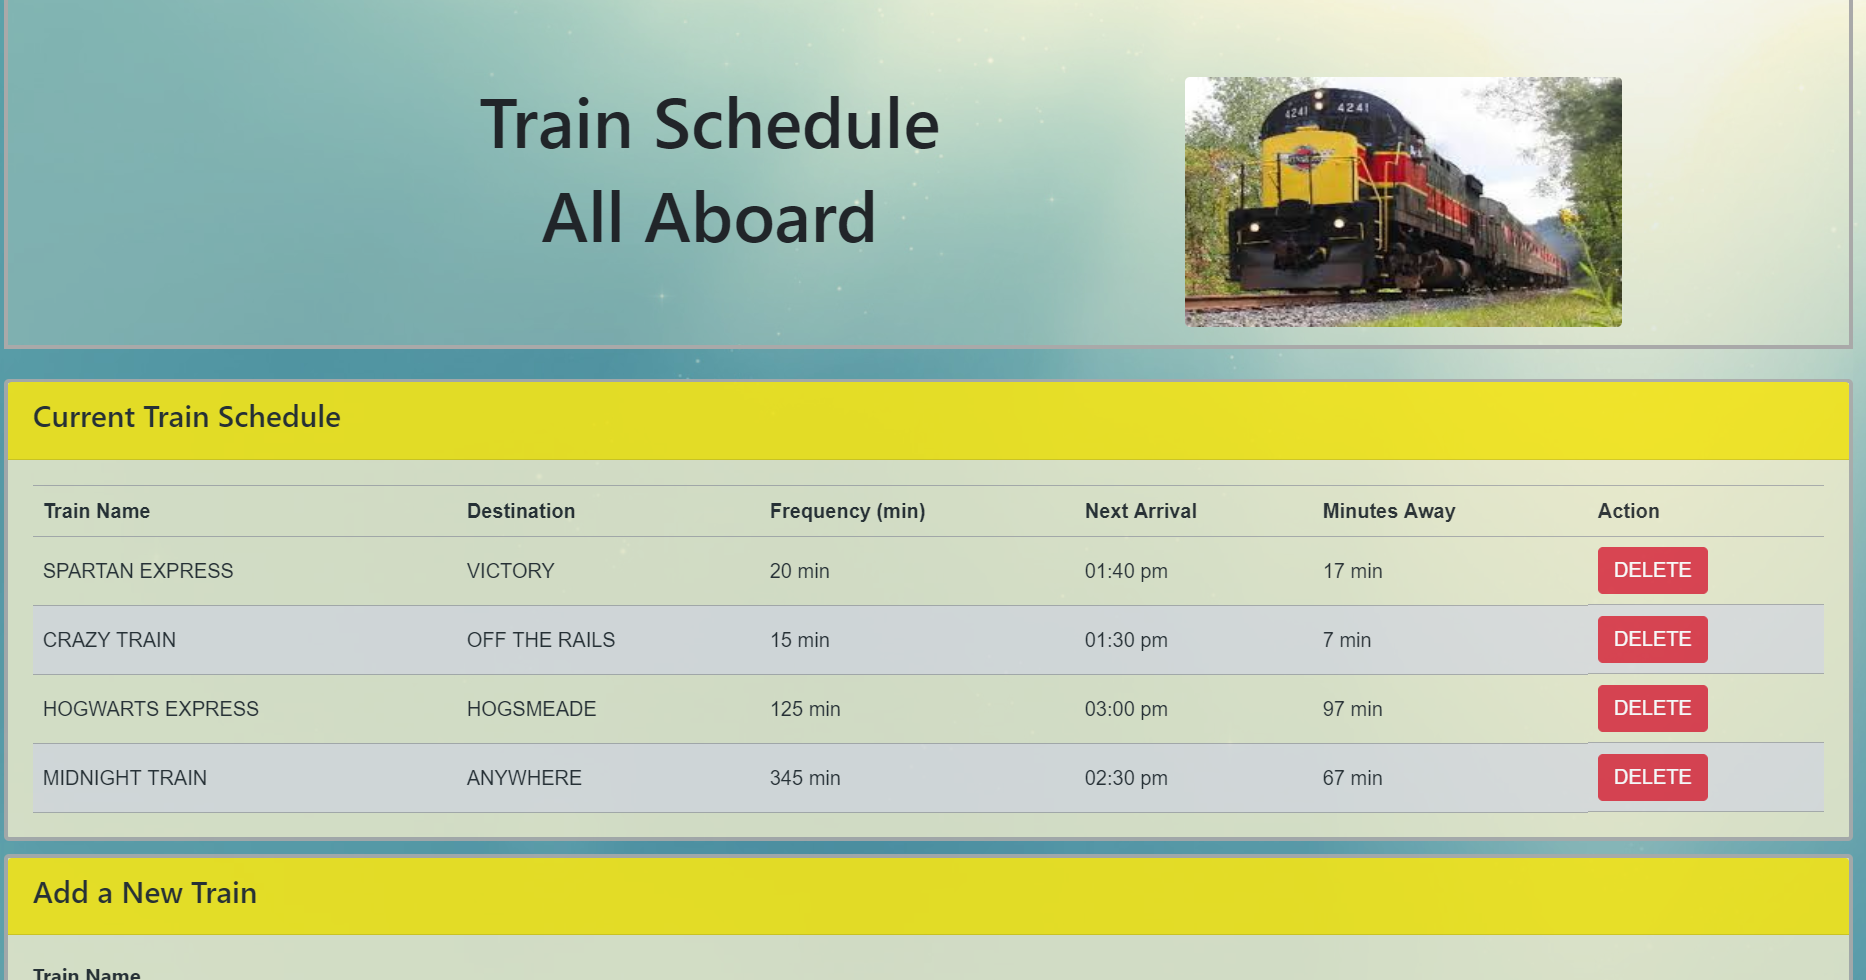 Train Schedule
All Aboard
4241 4241
Current Train Schedule
Train Name Destination Frequency (min) Next Arrival Minutes Away Action
SPARTAN EXPRESS VICTORY 20 min 01:40 pm 17 min DELETE
CRAZY TRAIN OFF THE RAILS 15 min 01:30 pm 7 min DELETE
HOGWARTS EXPRESS HOGSMEADE 125 min 03:00 pm 97 min DELETE
MIDNIGHT TRAIN ANYWHERE 345 min 02:30 pm 67 min DELETE
Add a New Train
Train Name